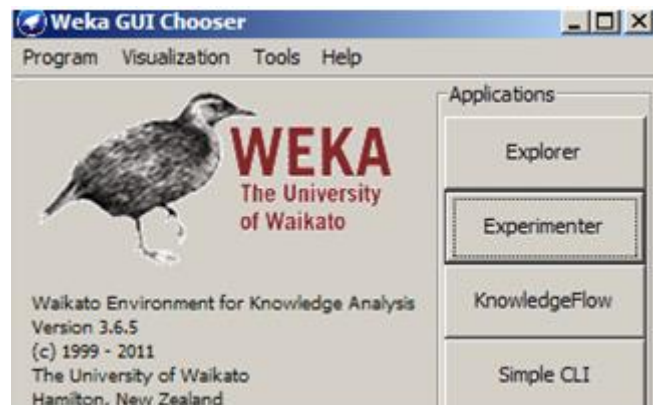 Weka GUI Chooser
Program Visualization Tools Help
WEKA
The University
of Waikato
Waikato Environment for Knowledge Analysis
Version 3.6.5
(c) 1999 - 2011
The University of Waikato
Hamilton, New Zealand
Applications
Explorer
Experimenter
KnowledgeFlow
Simple CLI